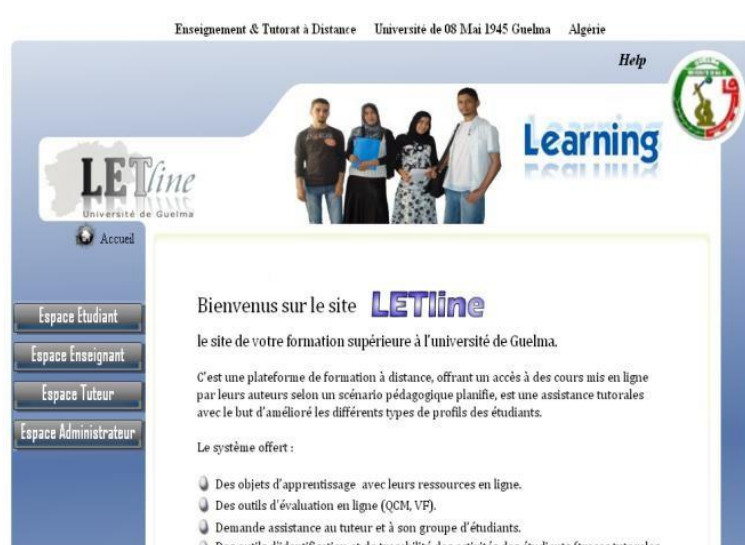 Enseignement & Tutorat à Distance Université de 08 Mai 1945 Guelma Algérie
Help
Learning
LETline
Université de Guelma
Accueil
Espace Etudiant
Espace Enseignant
Espace Tuteur
Espace Administrateur
Bienvenus sur le site LETline
le site de votre formation supérieure à l'université de Guelma.
C'est une plateforme de formation à distance, offrant un accès à des cours mis en ligne
par leurs auteurs selon un scénario pédagogique planifie, est une assistance tutorales
avec le but d'amélioré les différents types de profils des étudiants.
Le système offert :
Des objets d'apprentissage avec leurs ressources en ligne.
Des outils d'évaluation en ligne (QCM, VF).
Demande assistance au tuteur et à son groupe d'étudiants.